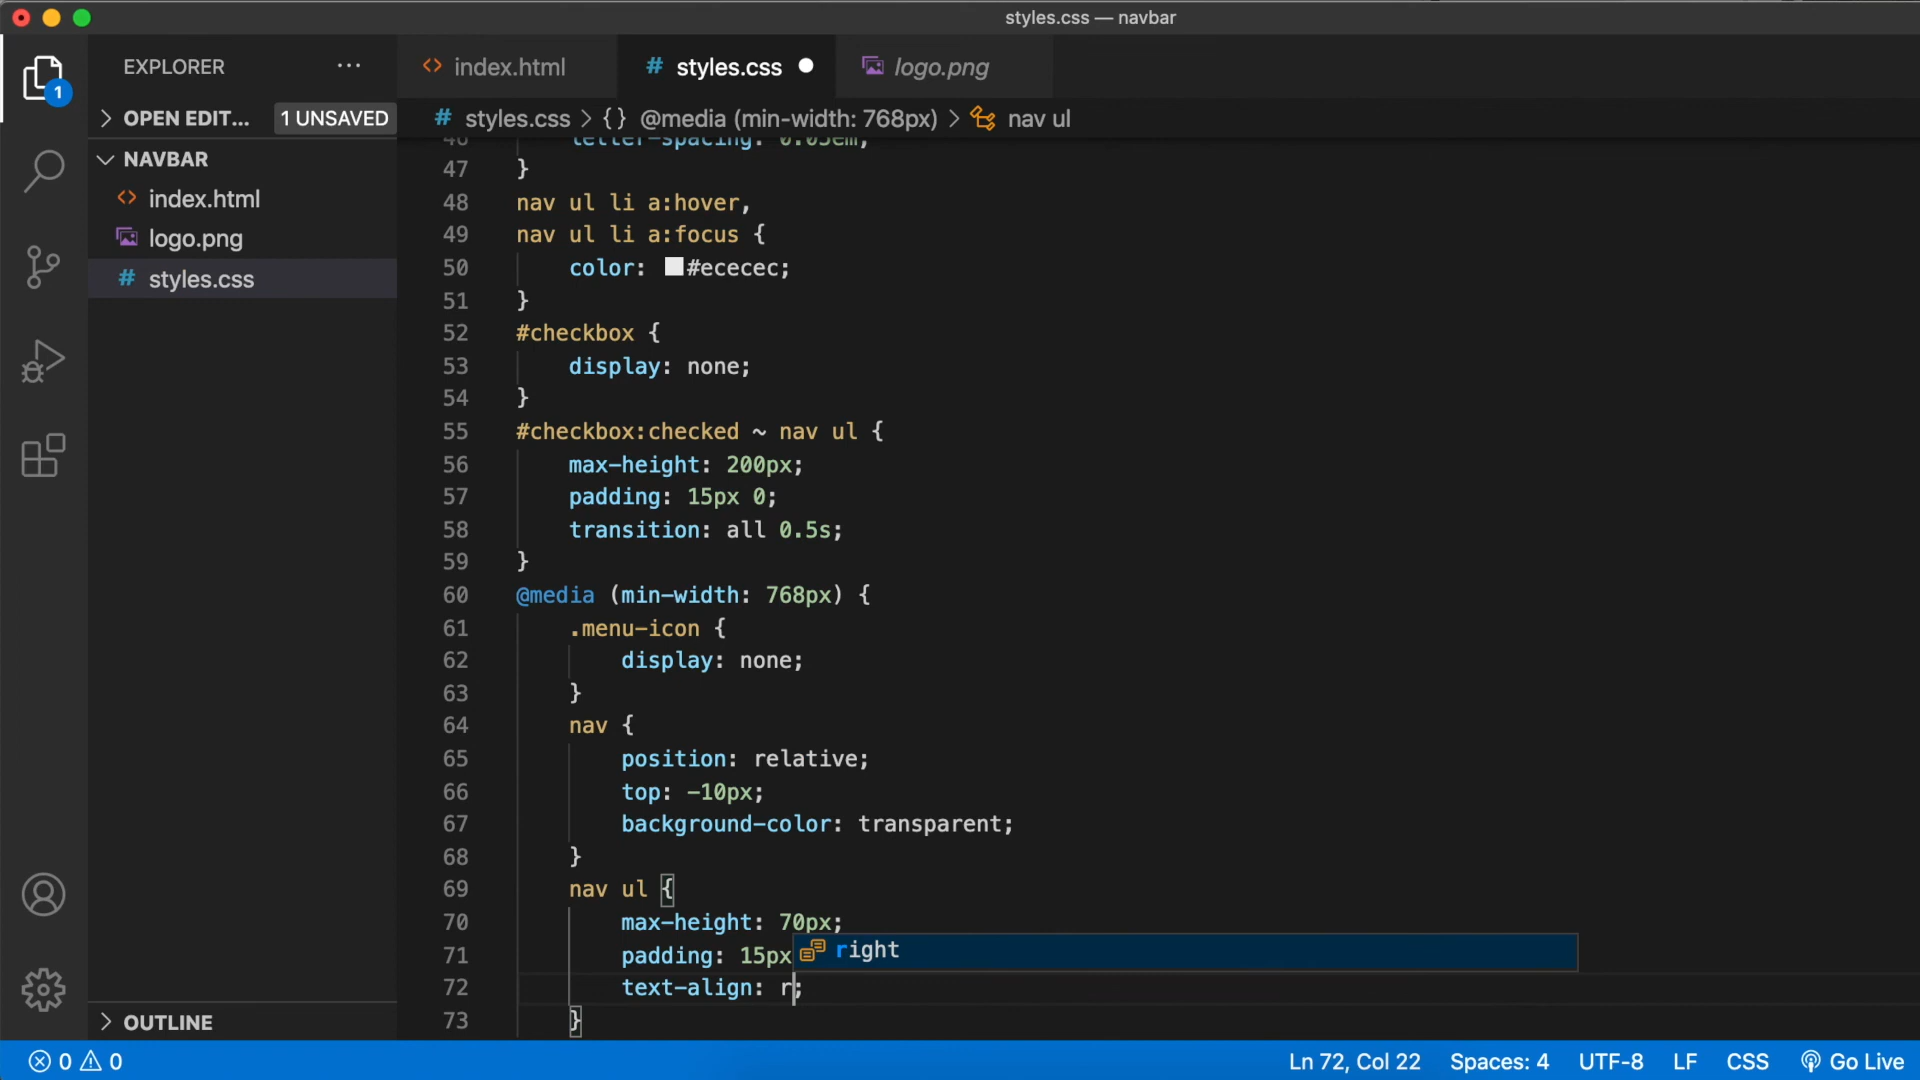 styles.css — navbar
EXPLORER
index.html
styles.css
logo.png
1
OPEN EDIT... 1 UNSAVED
styles.css > {} @media (min-width: 768px) > nav ul
NAVBAR
index.html
logo.png
styles.css
46 letter-spacing: 0.05em;
47 }
48 nav ul li a:hover,
49 nav ul li a:focus {
50 color: #ececec;
51 }
52 #checkbox {
53 display: none;
54 }
55 #checkbox:checked ~ nav ul {
56 max-height: 200px;
57 padding: 15px 0;
58 transition: all 0.5s;
59 }
60 @media (min-width: 768px) {
61 .menu-icon {
62 display: none;
63 }
64 nav {
65 position: relative;
66 top: -10px;
67 background-color: transparent;
68 }
69 nav ul {
70 max-height: 70px;
71 padding: 15px
right
72 text-align: r;
73 }
OUTLINE
0 0
Ln 72, Col 22 Spaces: 4 UTF-8 LF CSS Go Live